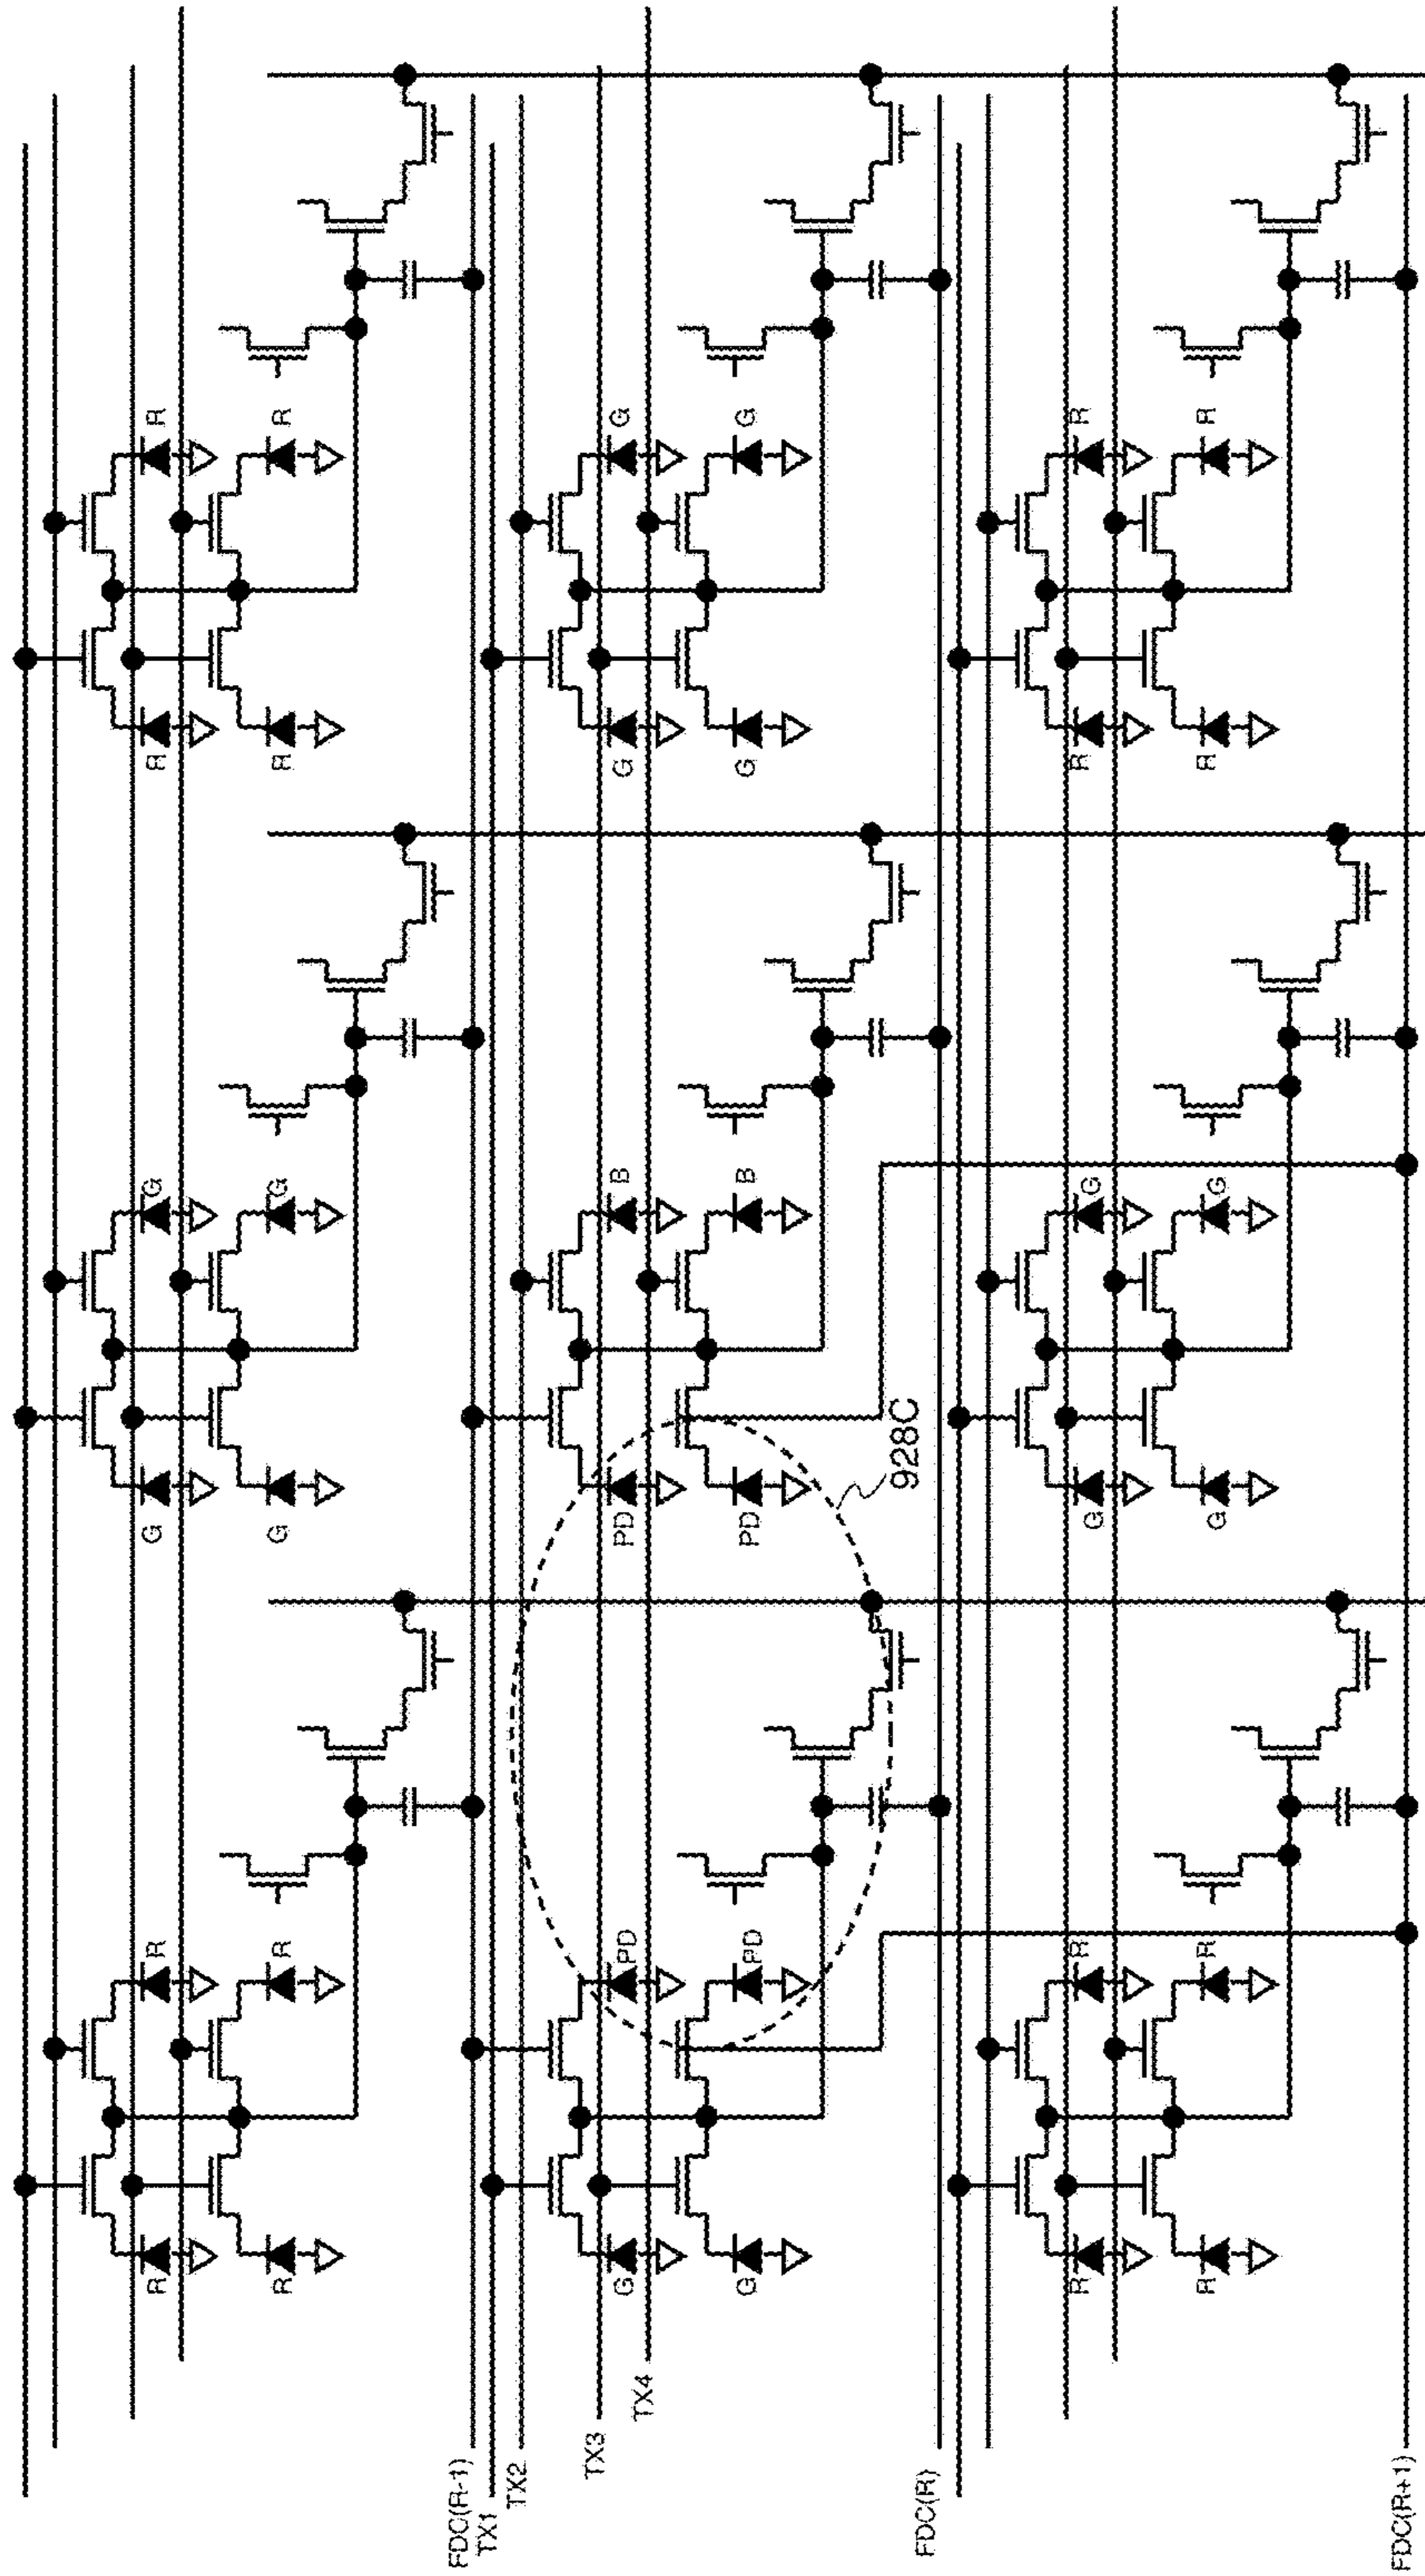 R R G G R R
R R G G R R
FDC(R-1)
TX1
TX2
TX3
G PD PD B G G
TX4
G PD PD B G G
928C
FDC(R)
R R G G R R
R R G G R R
FDC(R+1)